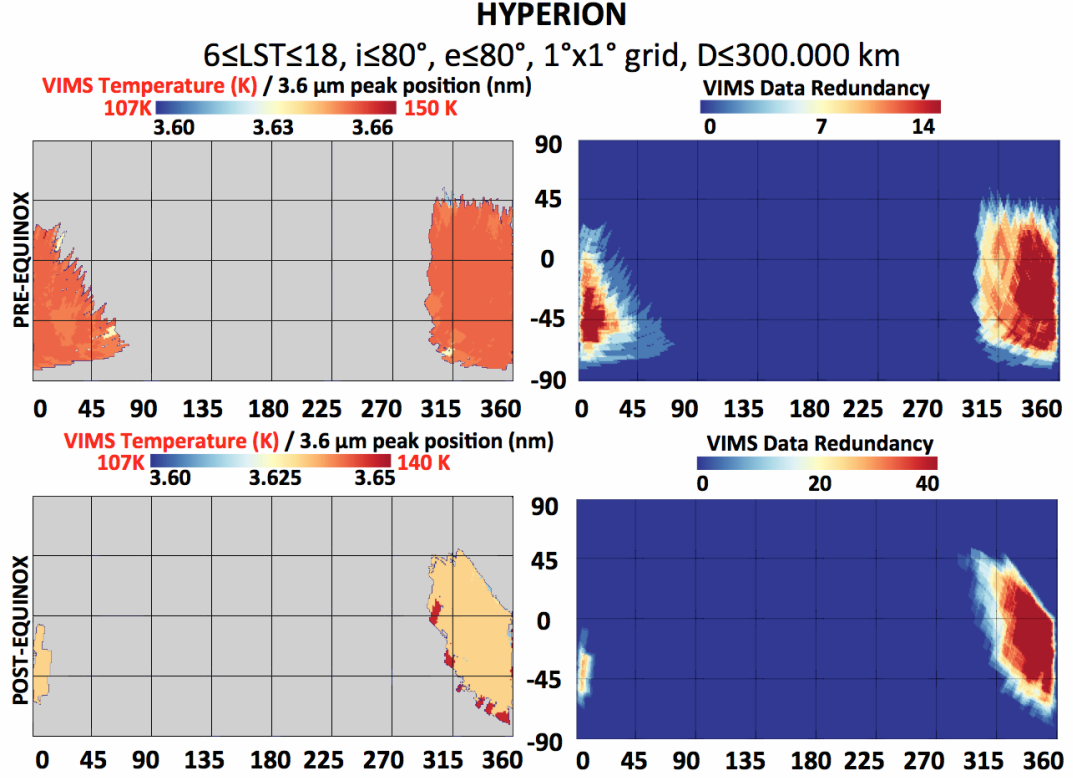 HYPERION
6≤LST≤18, i≤80°, e≤80°, 1°x1° grid, D≤300.000 km
VIMS Temperature (K) / 3.6 µm peak position (nm)
107K 150 K
3.60 3.63 3.66
VIMS Data Redundancy
0 7 14
PRE-EQUINOX
90
45
0
-45
-90
0 45 90 135 180 225 270 315 360
0 45 90 135 180 225 270 315 360
VIMS Temperature (K) / 3.6 µm peak position (nm)
107K 140 K
3.60 3.625 3.65
VIMS Data Redundancy
0 20 40
POST-EQUINOX
90
45
0
-45
-90
0 45 90 135 180 225 270 315 360
0 45 90 135 180 225 270 315 360